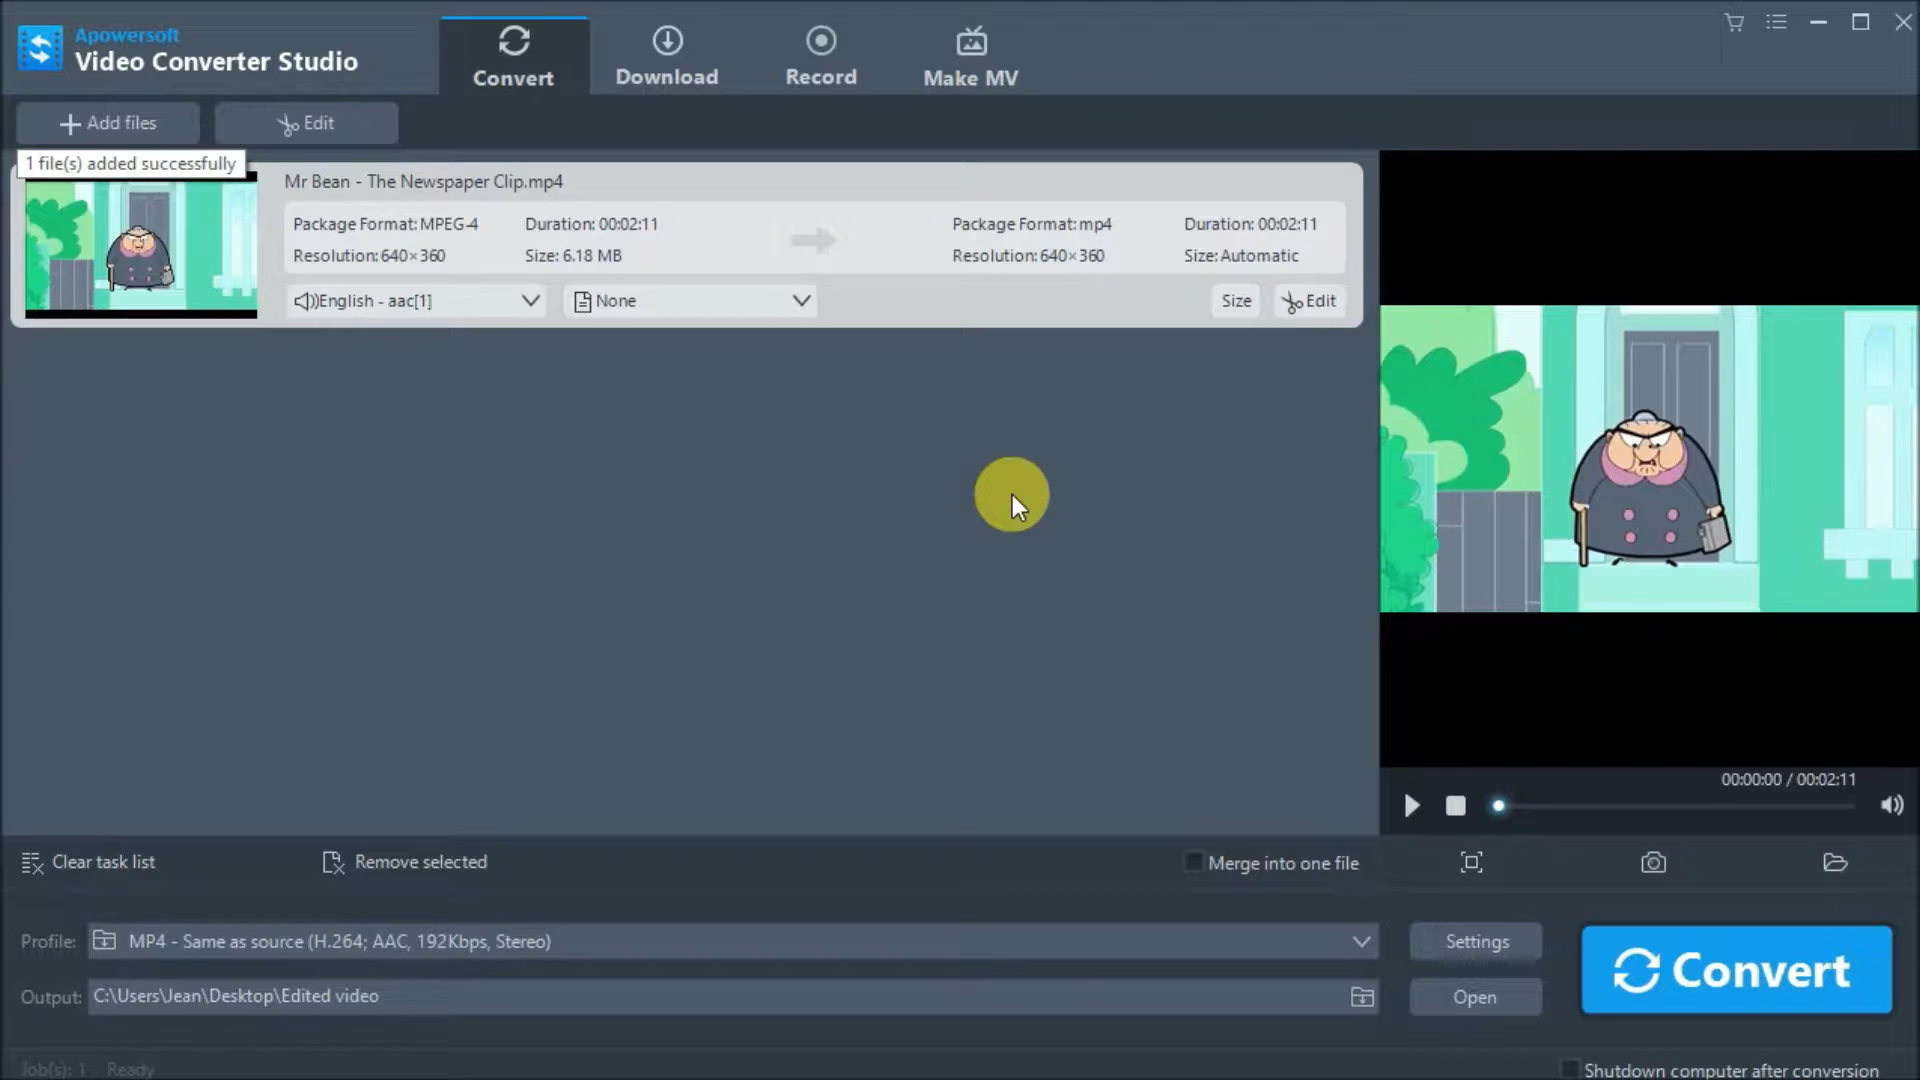 Apowersoft
Video Converter Studio
Convert
Download
Record
Make MV
Add files
Edit
1 file(s) added successfully
Mr Bean - The Newspaper Clip.mp4
Package Format: MPEG-4 Duration: 00:02:11 Package Format: mp4 Duration: 00:02:11
Resolution: 640×360 Size: 6.18 MB Resolution: 640×360 Size: Automatic
English - aac[1] None Size Edit
00:00:00 / 00:02:11
Clear task list Remove selected Merge into one file
Profile: MP4 - Same as source (H.264; AAC, 192Kbps, Stereo) Settings
Convert
Output: C:\Users\Jean\Desktop\Edited video Open
Job(s): 1 Ready Shutdown computer after conversion